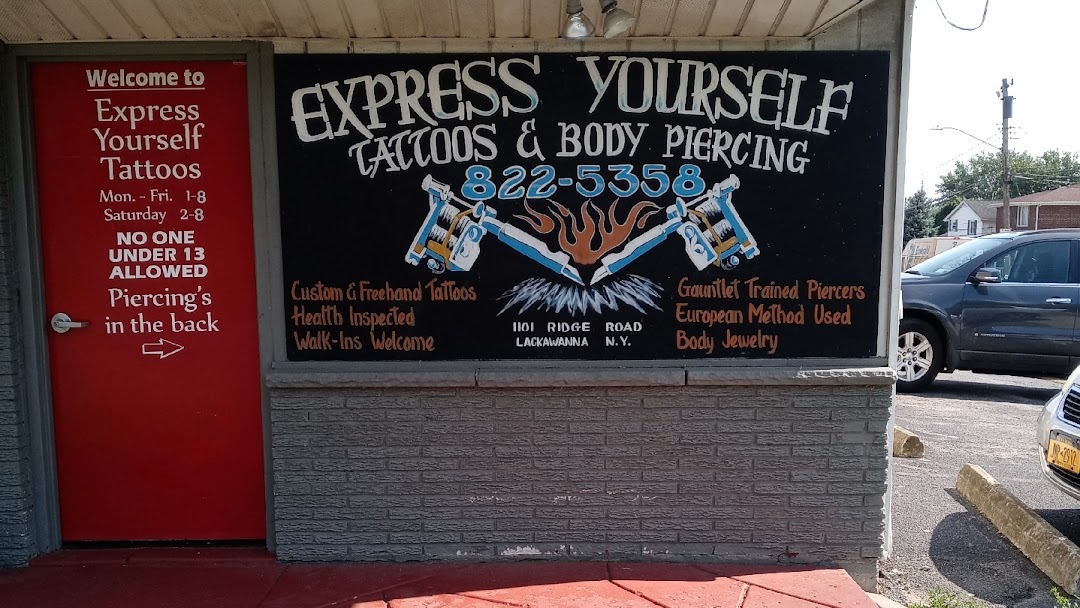 Welcome to
Express
Yourself
Tattoos
Mon. - Fri. 1-8
Saturday 2-8
NO ONE
UNDER 13
ALLOWED
Piercing's
in the back
EXPRESS YOURSELF
TATTOOS & BODY PIERCING
822-5358
Custom & Freehand Tattoos
Health Inspected
Walk-Ins Welcome
1101 RIDGE ROAD
LACKAWANNA N.Y.
Gauntlet Trained Piercers
European Method Used
Body Jewelry